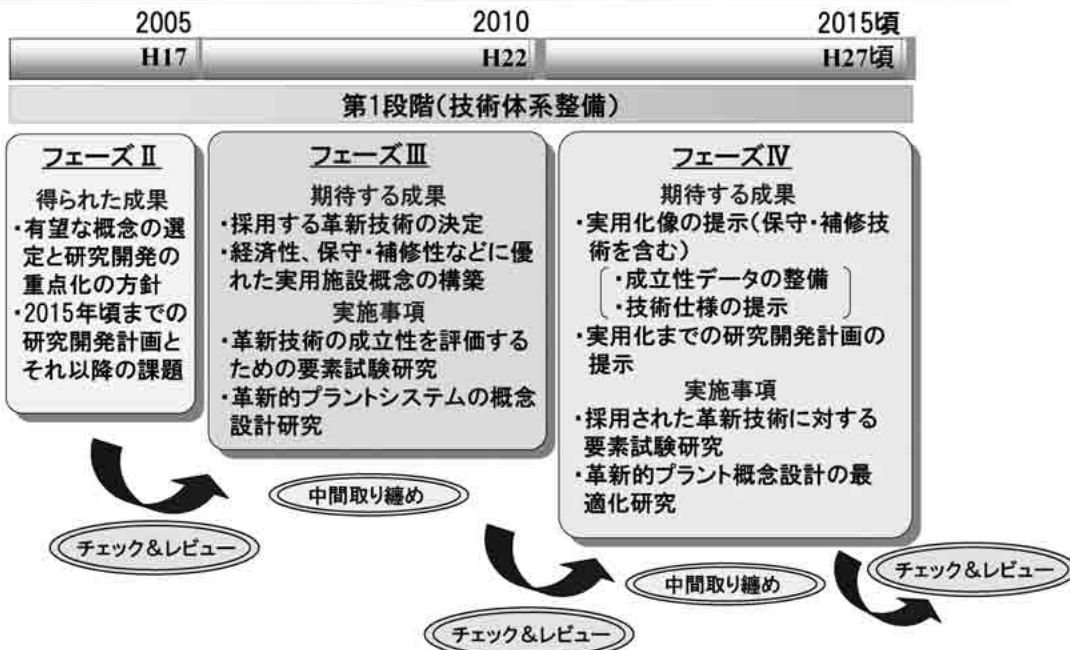 2005
2010
2015頃
H17
H22
H27頃
第1段階(技術体系整備)
フェーズⅡ
得られた成果
・有望な概念の選
定と研究開発の
重点化の方針
・2015年頃までの
研究開発計画と
それ以降の課題
フェーズⅢ
期待する成果
・採用する革新技術の決定
・経済性、保守・補修性などに優
れた実用施設概念の構築
実施事項
・革新技術の成立性を評価する
ための要素試験研究
・革新的プラントシステムの概念
設計研究
フェーズⅣ
期待する成果
・実用化像の提示(保守・補修技
術を含む)
・成立性データの整備
・技術仕様の提示
・実用化までの研究開発計画の
提示
実施事項
・採用された革新技術に対する
要素試験研究
・革新的プラント概念設計の最
適化研究
チェック&レビュー
中間取り纏め
チェック&レビュー
中間取り纏め
チェック&レビュー